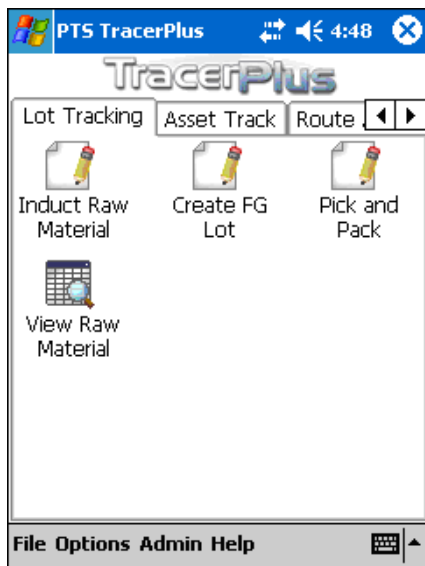 PTS TracerPlus 4:48
TracerPlus
Lot Tracking Asset Track Route
Induct Raw Material
Create FG Lot
Pick and Pack
View Raw Material
File Options Admin Help